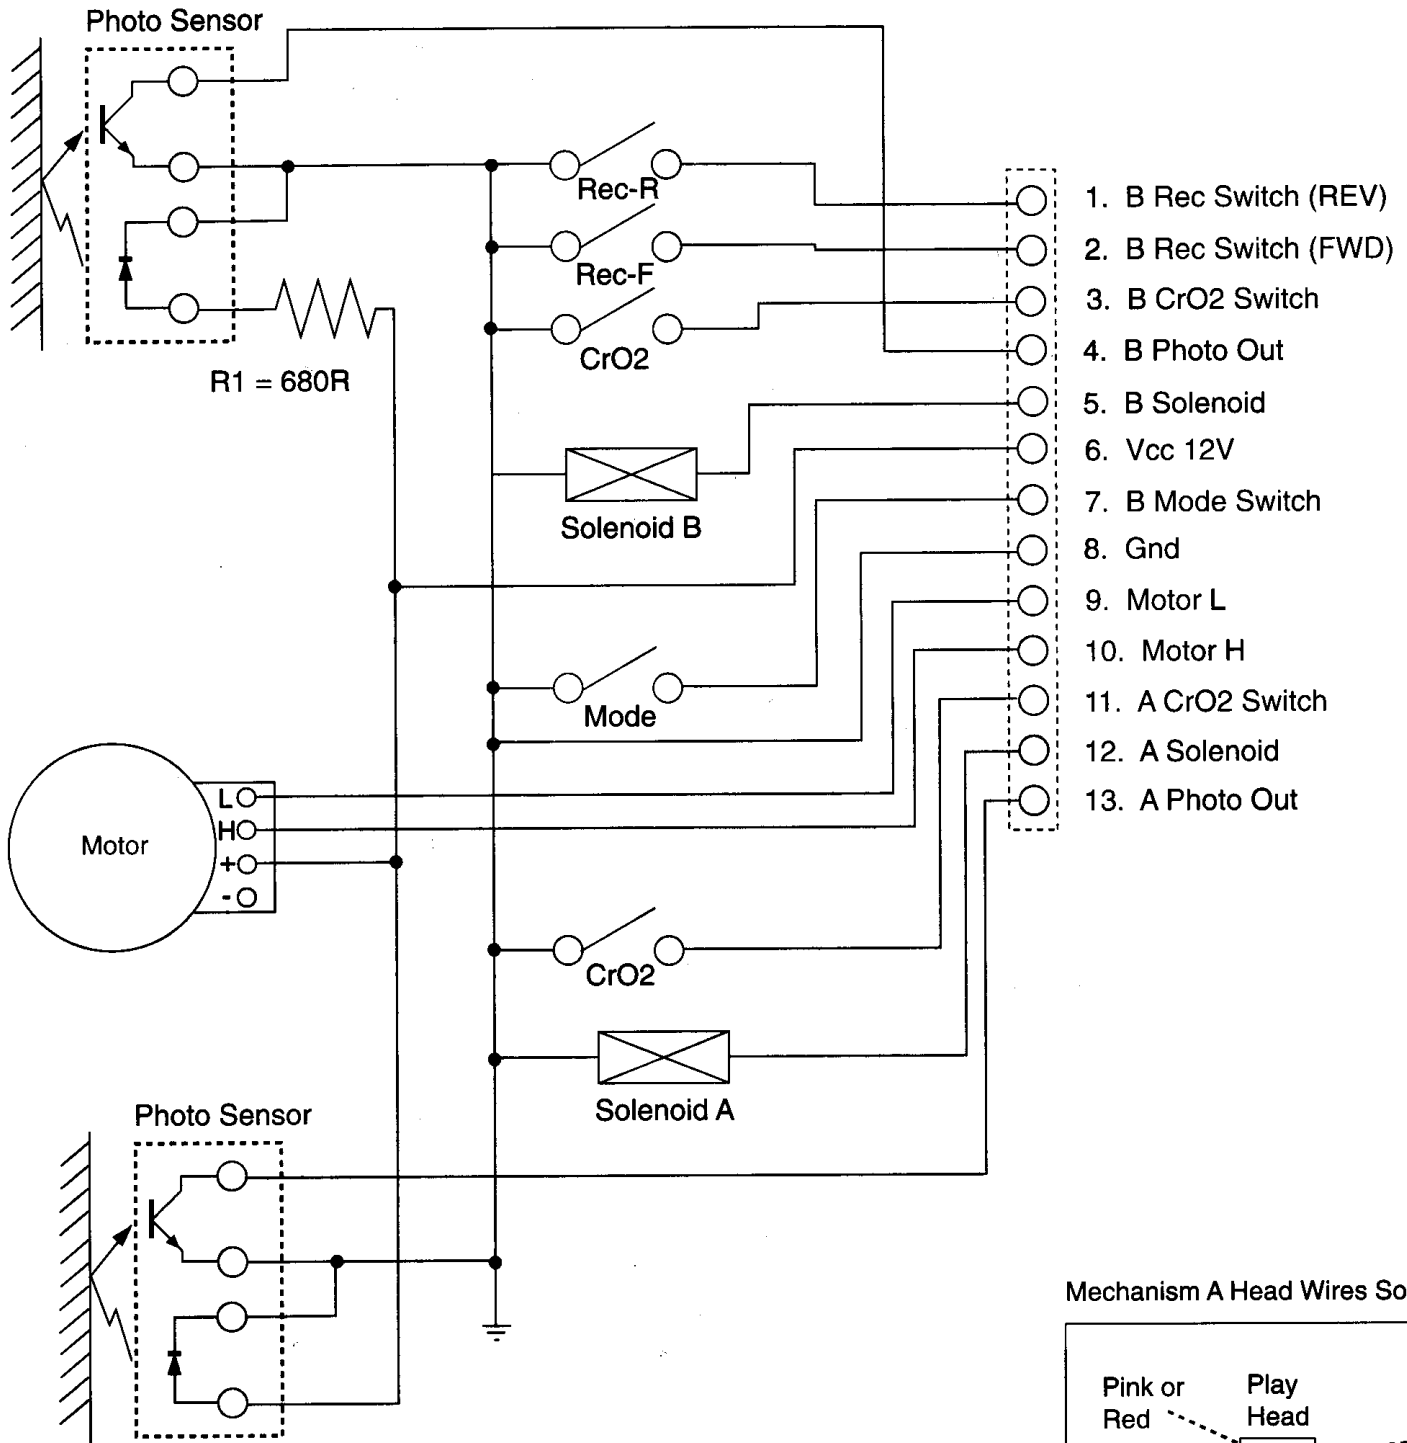 Photo Sensor
Rec-R
Rec-F
CrO2
R1 = 680R
Solenoid B
Mode
Motor
L
H
+
-
CrO2
Solenoid A
Photo Sensor
1. B Rec Switch (REV)
2. B Rec Switch (FWD)
3. B CrO2 Switch
4. B Photo Out
5. B Solenoid
6. Vcc 12V
7. B Mode Switch
8. Gnd
9. Motor L
10. Motor H
11. A CrO2 Switch
12. A Solenoid
13. A Photo Out
Mechanism A Head Wires So
Pink or
Red
Play
Head